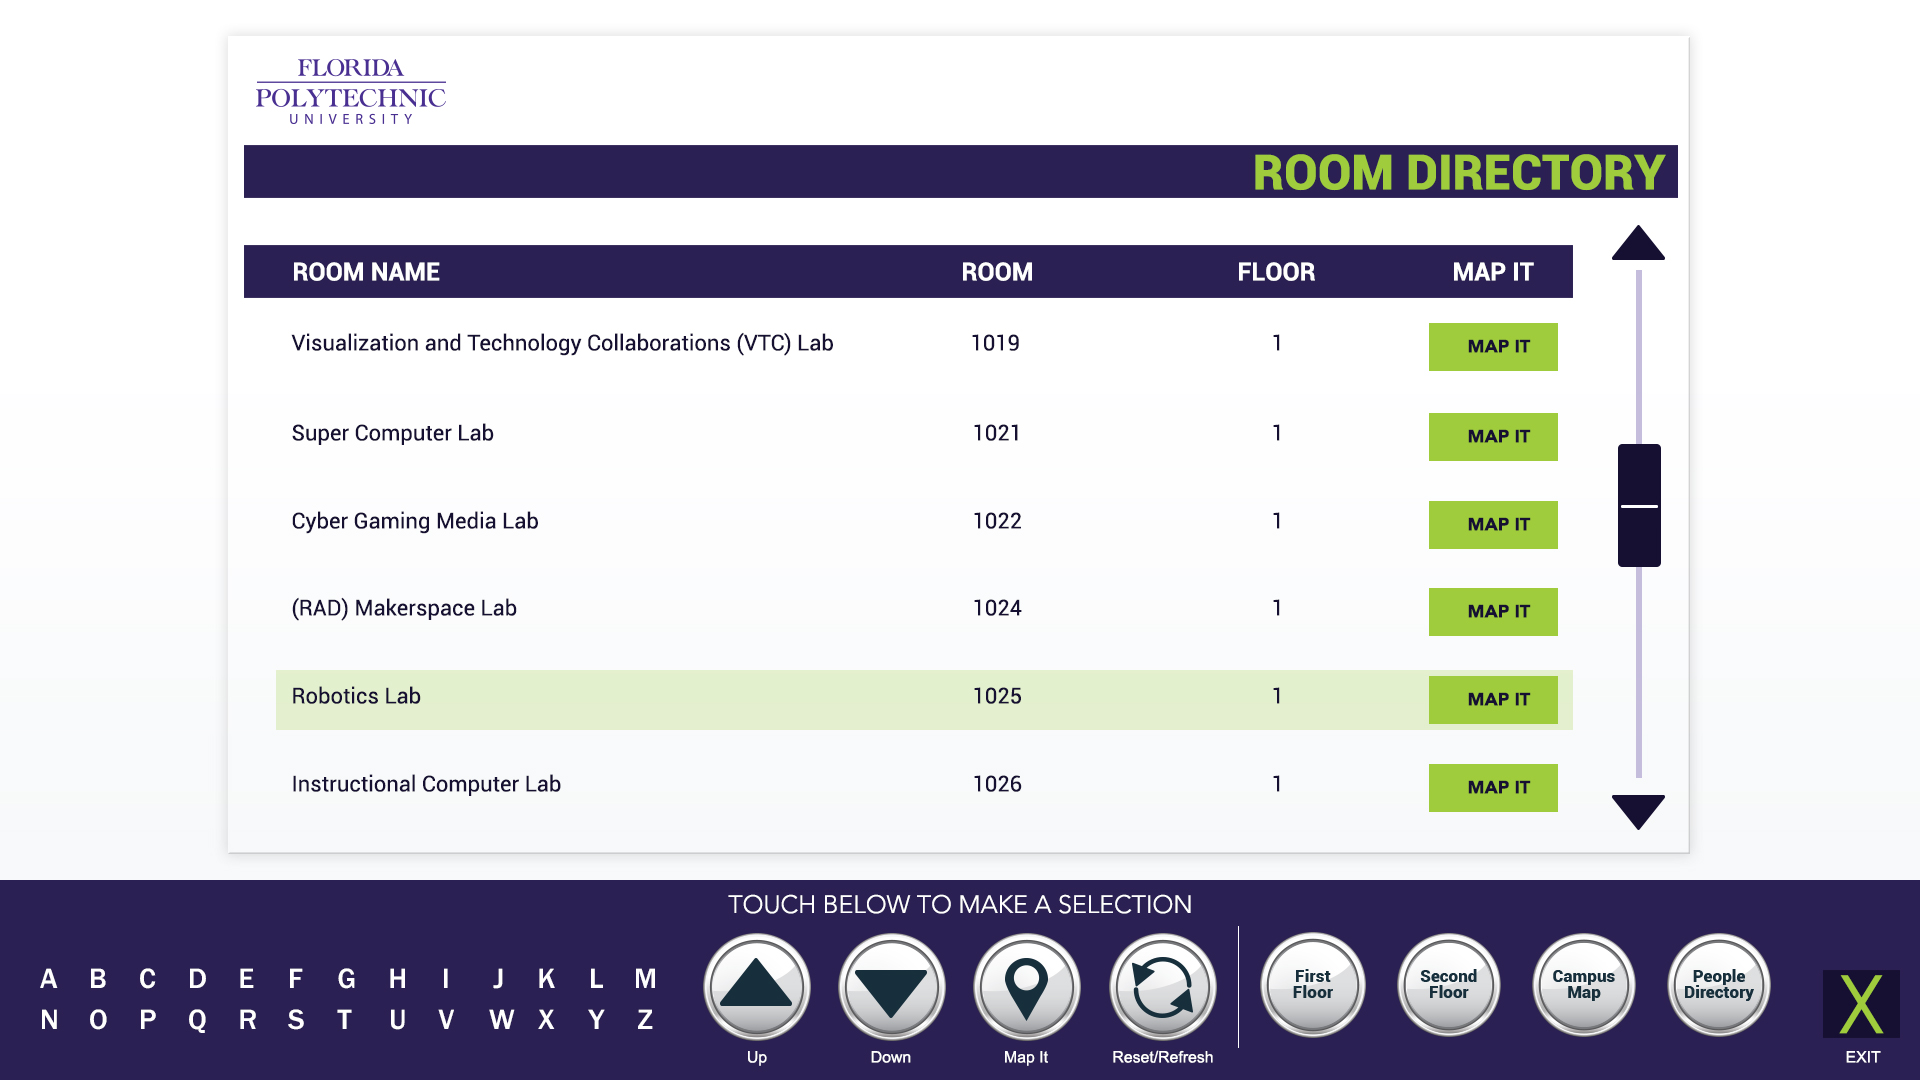 FLORIDA
POLYTECHNIC
UNIVERSITY
ROOM DIRECTORY
ROOM NAME ROOM FLOOR MAP IT
Visualization and Technology Collaborations (VTC) Lab 1019 1 MAP IT
Super Computer Lab 1021 1 MAP IT
Cyber Gaming Media Lab 1022 1 MAP IT
(RAD) Makerspace Lab 1024 1 MAP IT
Robotics Lab 1025 1 MAP IT
Instructional Computer Lab 1026 1 MAP IT
TOUCH BELOW TO MAKE A SELECTION
A B C D E F G H I J K L M
N O P Q R S T U V W X Y Z
Up
Down
Map It
Reset/Refresh
First
Floor
Second
Floor
Campus
Map
People
Directory
X
EXIT